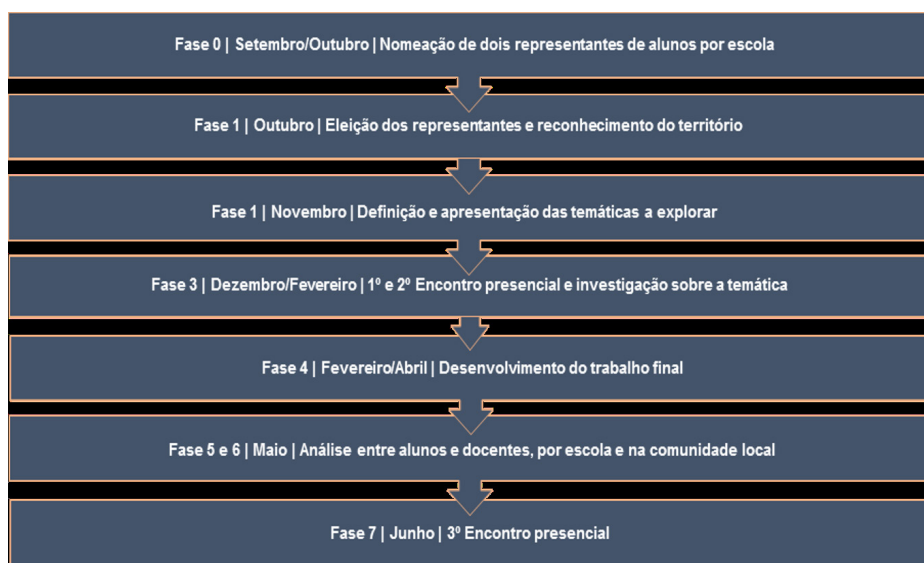 Fase 0 | Setembro/Outubro | Nomeação de dois representantes de alunos por escola
Fase 1 | Outubro | Eleição dos representantes e reconhecimento do território
Fase 1 | Novembro | Definição e apresentação das temáticas a explorar
Fase 3 | Dezembro/Fevereiro | 1º e 2º Encontro presencial e investigação sobre a temática
Fase 4 | Fevereiro/Abril | Desenvolvimento do trabalho final
Fase 5 e 6 | Maio | Análise entre alunos e docentes, por escola e na comunidade local
Fase 7 | Junho | 3º Encontro presencial